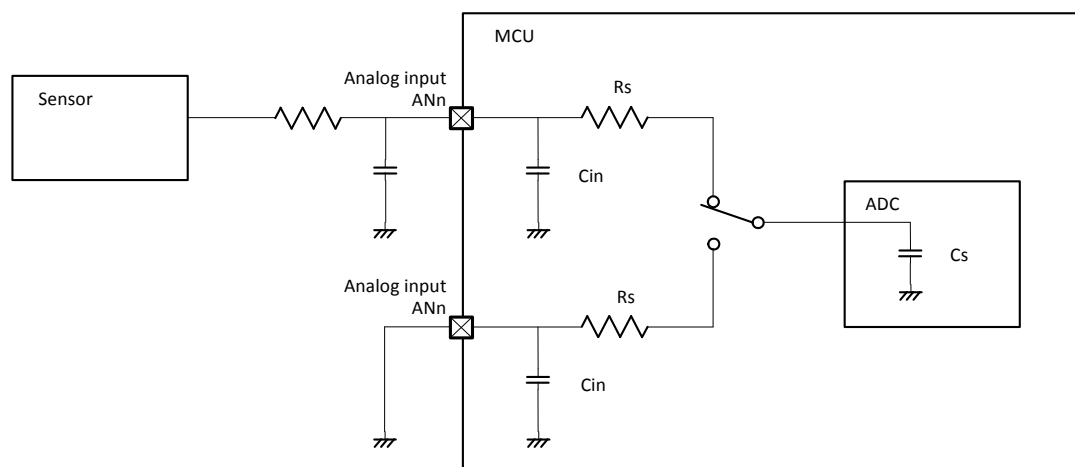 MCU
Sensor
Analog input
ANn
Rs
Cin
ADC
Cs
Analog input
ANn
Rs
Cin